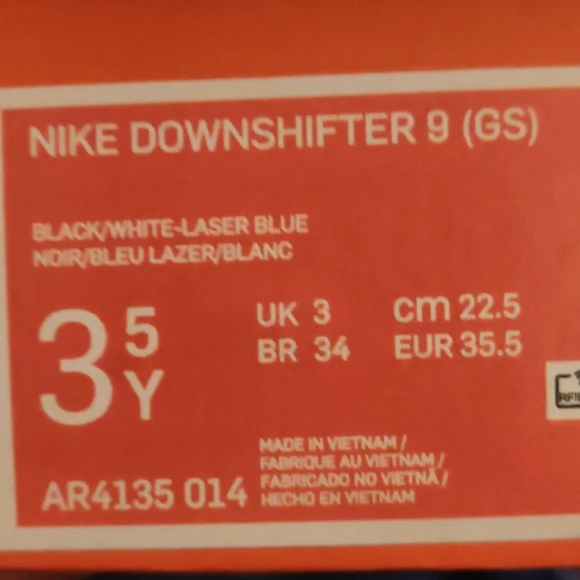 NIKE DOWNSHIFTER 9 (GS)
BLACK/WHITE-LASER BLUE
NOIR/BLEU LAZER/BLANC
3 5 Y
UK 3 cm 22.5
BR 34 EUR 35.5
RFID
MADE IN VIETNAM /
FABRIQUE AU VIETNAM /
FABRICADO NO VIETNÃ /
HECHO EN VIETNAM
AR4135 014